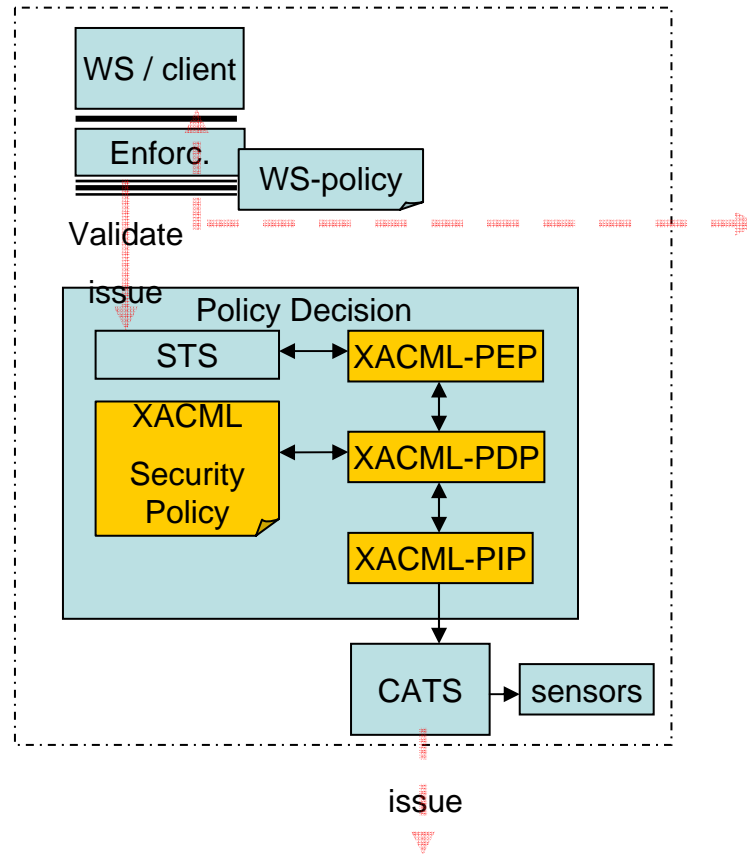 WS / client
Enforc.
WS-policy
Validate
issue
Policy Decision
STS
XACML-PEP
XACML
Security
Policy
XACML-PDP
XACML-PIP
CATS
sensors
issue